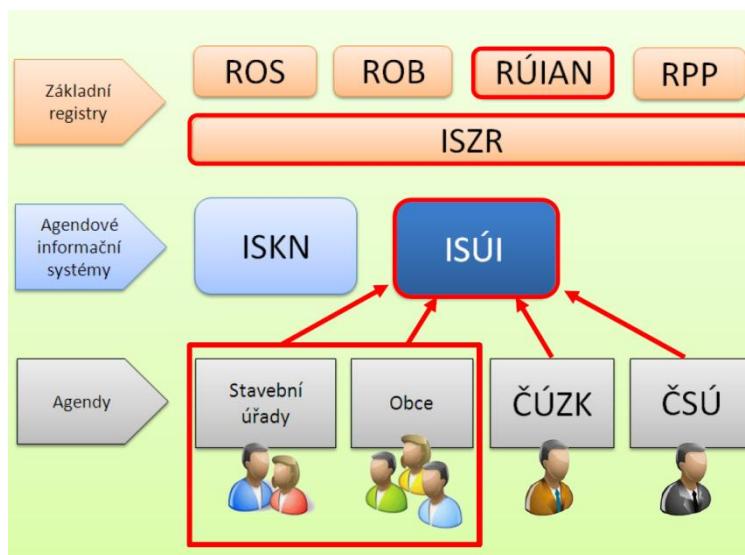 Základní
registry
ROS
ROB
RÚIAN
RPP
ISZR
Agendové
informační
systémy
ISKN
ISÚI
Agendy
Stavební
úřady
Obce
ČÚZK
ČSÚ